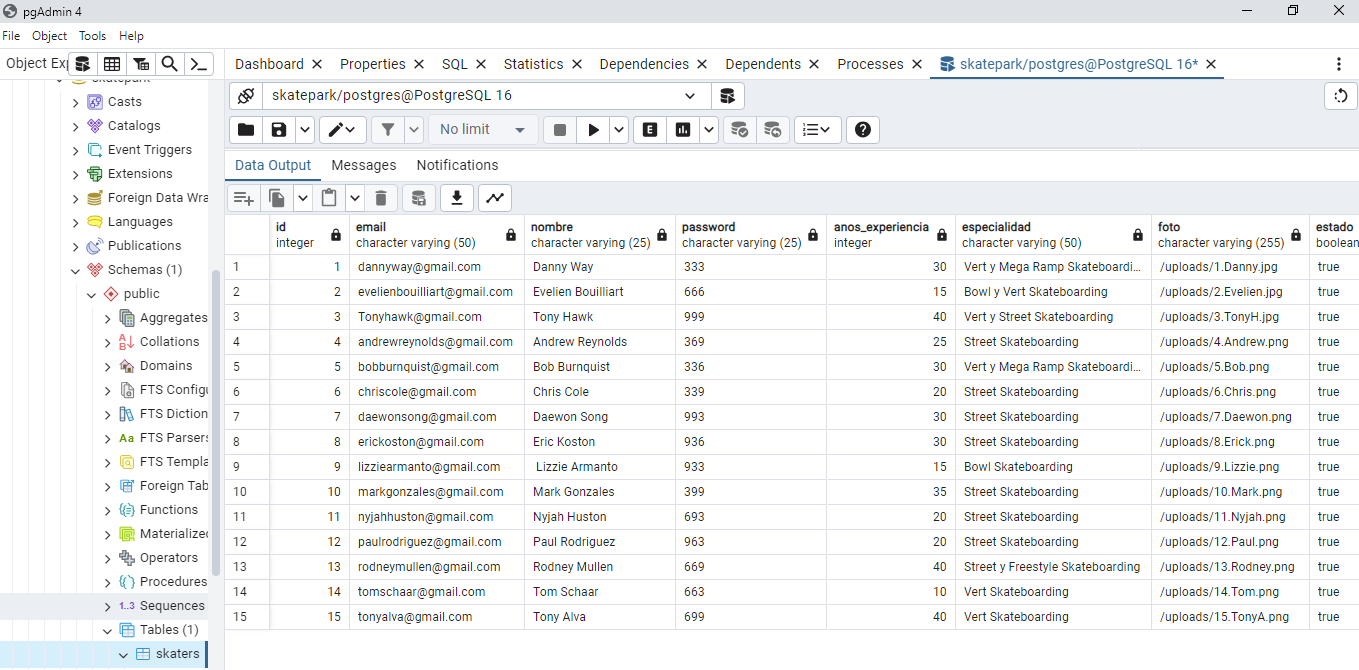 pgAdmin 4
File Object Tools Help
Object Exp
Dashboard Properties SQL Statistics Dependencies Dependents Processes skatepark/postgres@PostgreSQL 16*
skatepark
Casts
Catalogs
Event Triggers
Extensions
Foreign Data Wra
Languages
Publications
Schemas (1)
public
Aggregates
Collations
Domains
FTS Configu
FTS Diction
FTS Parsers
FTS Templa
Foreign Tab
Functions
Materialized
Operators
Procedures
1..3 Sequences
Tables (1)
skaters
skatepark/postgres@PostgreSQL 16
No limit E
Data Output Messages Notifications
id email nombre password anos_experiencia especialidad foto estado
integer character varying (50) character varying (25) character varying (25) integer character varying (50) character varying (255) boolean
1 1 dannyway@gmail.com Danny Way 333 30 Vert y Mega Ramp Skateboardi... /uploads/1.Danny.jpg true
2 2 evelienbouilliart@gmail.com Evelien Bouilliart 666 15 Bowl y Vert Skateboarding /uploads/2.Evelien.jpg true
3 3 Tonyhawk@gmail.com Tony Hawk 999 40 Vert y Street Skateboarding /uploads/3.TonyH.jpg true
4 4 andrewreynolds@gmail.com Andrew Reynolds 369 25 Street Skateboarding /uploads/4.Andrew.png true
5 5 bobburnquist@gmail.com Bob Burnquist 336 30 Vert y Mega Ramp Skateboardi... /uploads/5.Bob.png true
6 6 chriscole@gmail.com Chris Cole 339 20 Street Skateboarding /uploads/6.Chris.png true
7 7 daewonsong@gmail.com Daewon Song 993 30 Street Skateboarding /uploads/7.Daewon.png true
8 8 erickoston@gmail.com Eric Koston 936 30 Street Skateboarding /uploads/8.Erick.png true
9 9 lizziearmanto@gmail.com Lizzie Armanto 933 15 Bowl Skateboarding /uploads/9.Lizzie.png true
10 10 markgonzales@gmail.com Mark Gonzales 399 35 Street Skateboarding /uploads/10.Mark.png true
11 11 nyjahhuston@gmail.com Nyjah Huston 693 20 Street Skateboarding /uploads/11.Nyjah.png true
12 12 paulrodriguez@gmail.com Paul Rodriguez 963 20 Street Skateboarding /uploads/12.Paul.png true
13 13 rodneymullen@gmail.com Rodney Mullen 669 40 Street y Freestyle Skateboarding /uploads/13.Rodney.png true
14 14 tomschaar@gmail.com Tom Schaar 663 10 Vert Skateboarding /uploads/14.Tom.png true
15 15 tonyalva@gmail.com Tony Alva 699 40 Vert Skateboarding /uploads/15.TonyA.png true